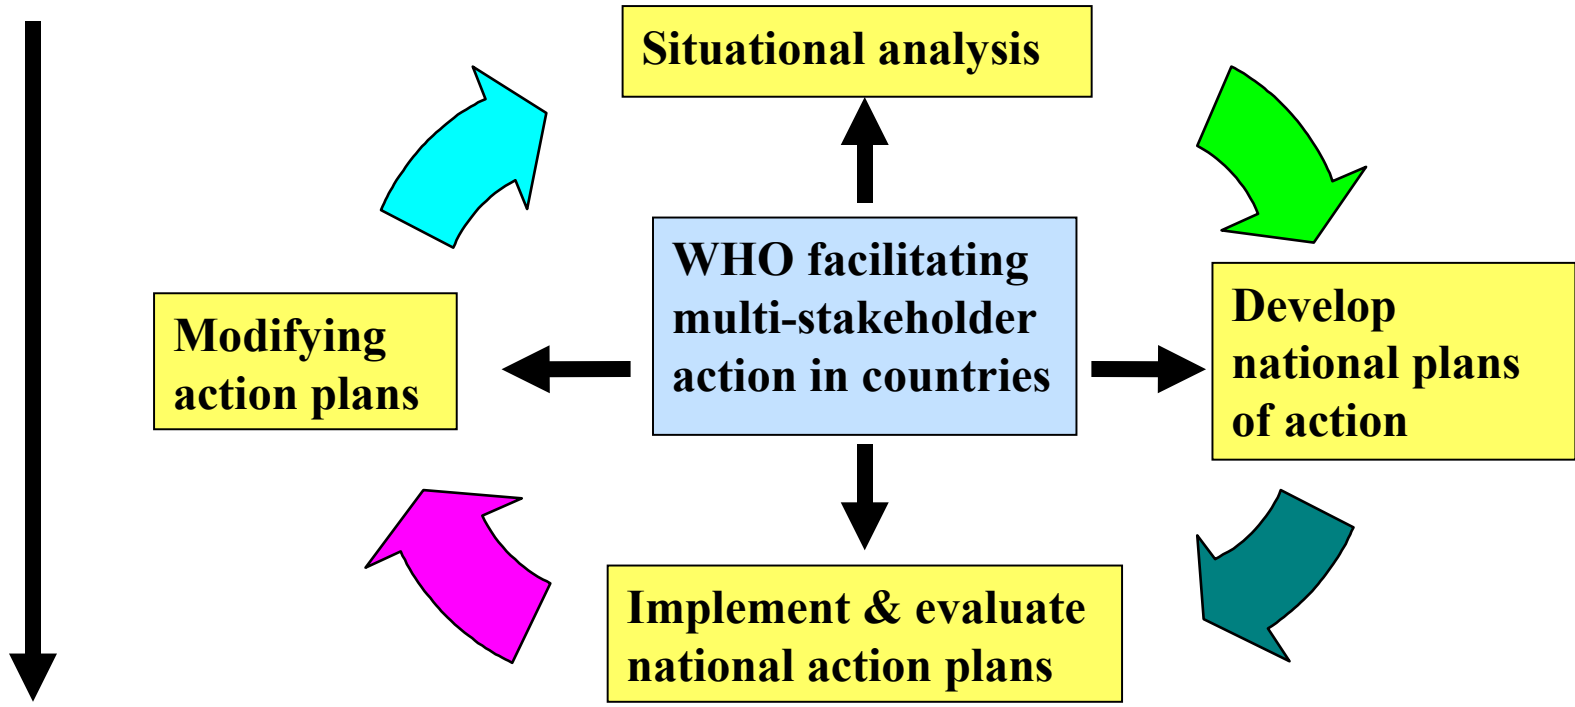 Situational analysis
WHO facilitating
multi-stakeholder
action in countries
Modifying
action plans
Develop
national plans
of action
Implement & evaluate
national action plans